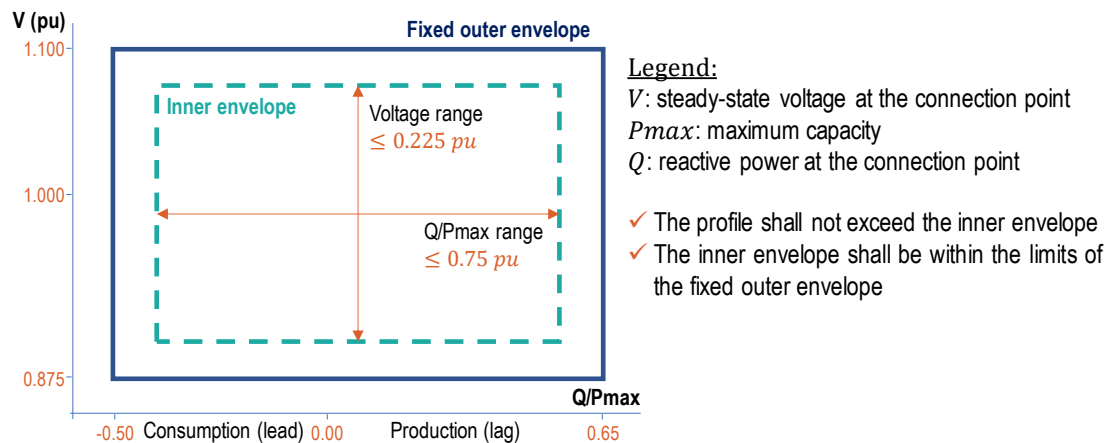 V (pu)
Fixed outer envelope
1.100
Inner envelope
Voltage range
≤ 0.225 pu
1.000
Q/Pmax range
≤ 0.75 pu
0.875
Q/Pmax
-0.50
Consumption (lead)
0.00
Production (lag)
0.65
Legend:
V: steady-state voltage at the connection point
Pmax: maximum capacity
Q: reactive power at the connection point
✓ The profile shall not exceed the inner envelope
✓ The inner envelope shall be within the limits of
the fixed outer envelope